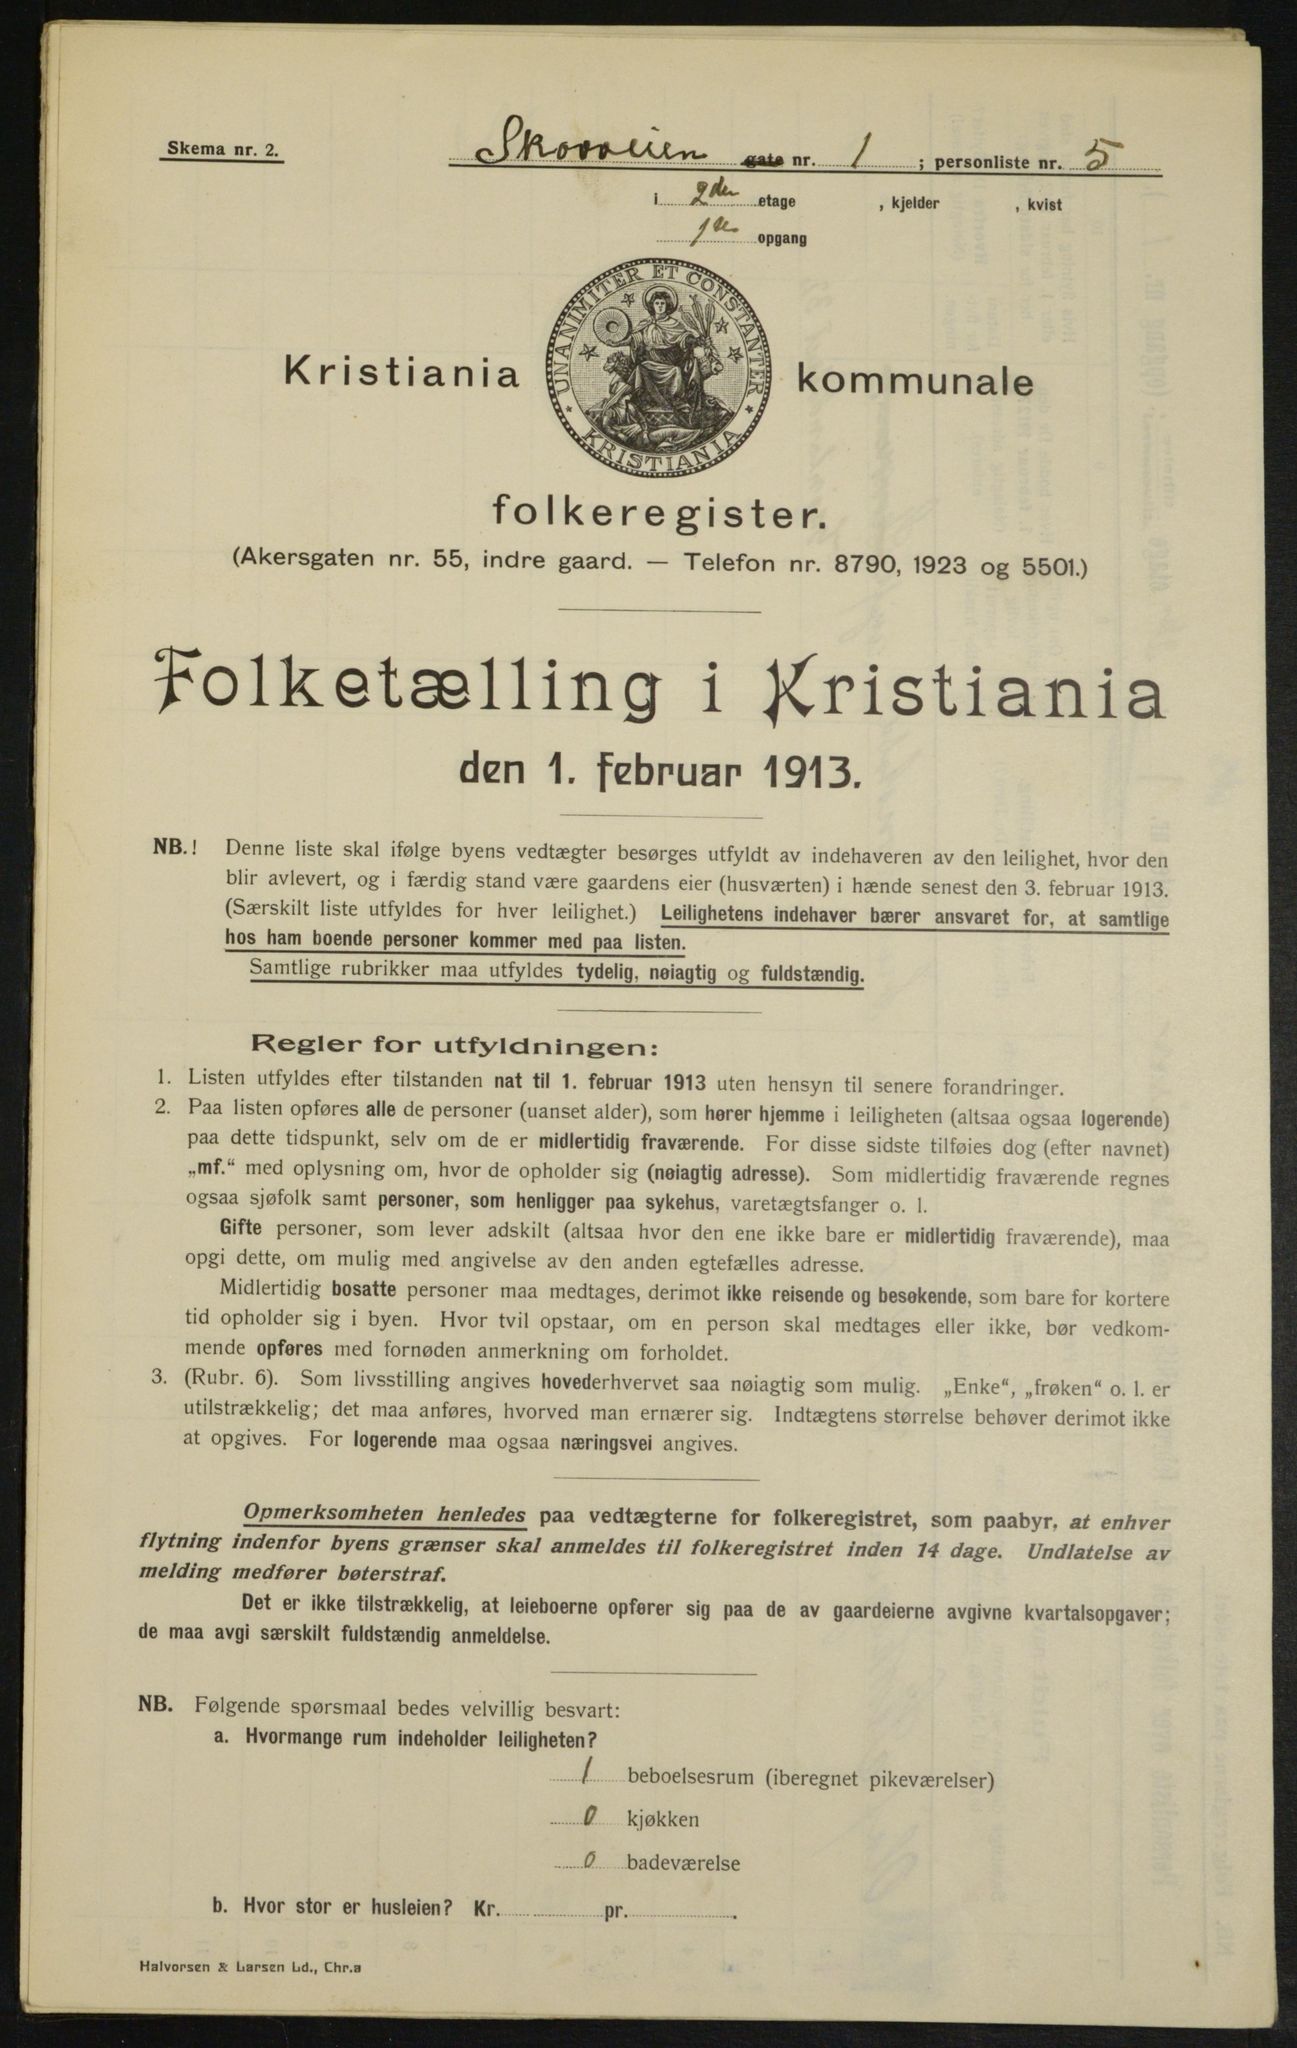 Skema nr. 2.
Skovveien gate nr. 1 ; personliste nr. 5
i 2den etage , kjelder , kvist
1ste opgang
UNANIMITER ET CONSTANTER
KRISTIANIA
Kristiania kommunale
folkeregister.
(Akersgaten nr. 55, indre gaard. — Telefon nr. 8790, 1923 og 5501.)
Folketælling i Kristiania
den 1. februar 1913.
NB.! Denne liste skal ifølge byens vedtægter besørges utfyldt av indehaveren av den leilighet, hvor den
blir avlevert, og i færdig stand være gaardens eier (husværten) i hænde senest den 3. februar 1913.
(Særskilt liste utfyldes for hver leilighet.) Leilighetens indehaver bærer ansvaret for, at samtlige
hos ham boende personer kommer med paa listen.
Samtlige rubrikker maa utfyldes tydelig, nøiagtig og fuldstændig.
Regler for utfyldningen:
1. Listen utfyldes efter tilstanden nat til 1. februar 1913 uten hensyn til senere forandringer.
2. Paa listen opføres alle de personer (uanset alder), som hører hjemme i leiligheten (altsaa ogsaa logerende)
paa dette tidspunkt, selv om de er midlertidig fraværende. For disse sidste tilføies dog (efter navnet)
„mf.“ med oplysning om, hvor de opholder sig (nøiagtig adresse). Som midlertidig fraværende regnes
ogsaa sjøfolk samt personer, som henligger paa sykehus, varetægtsfanger o. l.
Gifte personer, som lever adskilt (altsaa hvor den ene ikke bare er midlertidig fraværende), maa
opgi dette, om mulig med angivelse av den anden egtefælles adresse.
Midlertidig bosatte personer maa medtages, derimot ikke reisende og besøkende, som bare for kortere
tid opholder sig i byen. Hvor tvil opstaar, om en person skal medtages eller ikke, bør vedkom-
mende opføres med fornøden anmerkning om forholdet.
3. (Rubr. 6). Som livsstilling angives hovederhvervet saa nøiagtig som mulig. „Enke“, „frøken“ o. l. er
utilstrækkelig; det maa anføres, hvorved man ernærer sig. Indtægtens størrelse behøver derimot ikke
at opgives. For logerende maa ogsaa næringsvei angives.
Opmerksomheten henledes paa vedtægterne for folkeregistret, som paabyr, at enhver
flytning indenfor byens grænser skal anmeldes til folkeregistret inden 14 dage. Undlatelse av
melding medfører bøterstraf.
Det er ikke tilstrækkelig, at leieboerne opfører sig paa de av gaardeierne avgivne kvartalsopgaver;
de maa avgi særskilt fuldstændig anmeldelse.
NB. Følgende spørsmaal bedes velvillig besvart:
a. Hvormange rum indeholder leiligheten?
1 beboelsesrum (iberegnet pikeværelser)
0 kjøkken
0 badeværelse
b. Hvor stor er husleien? Kr. pr. .
Halvorsen & Larsen Ld., Chr.a